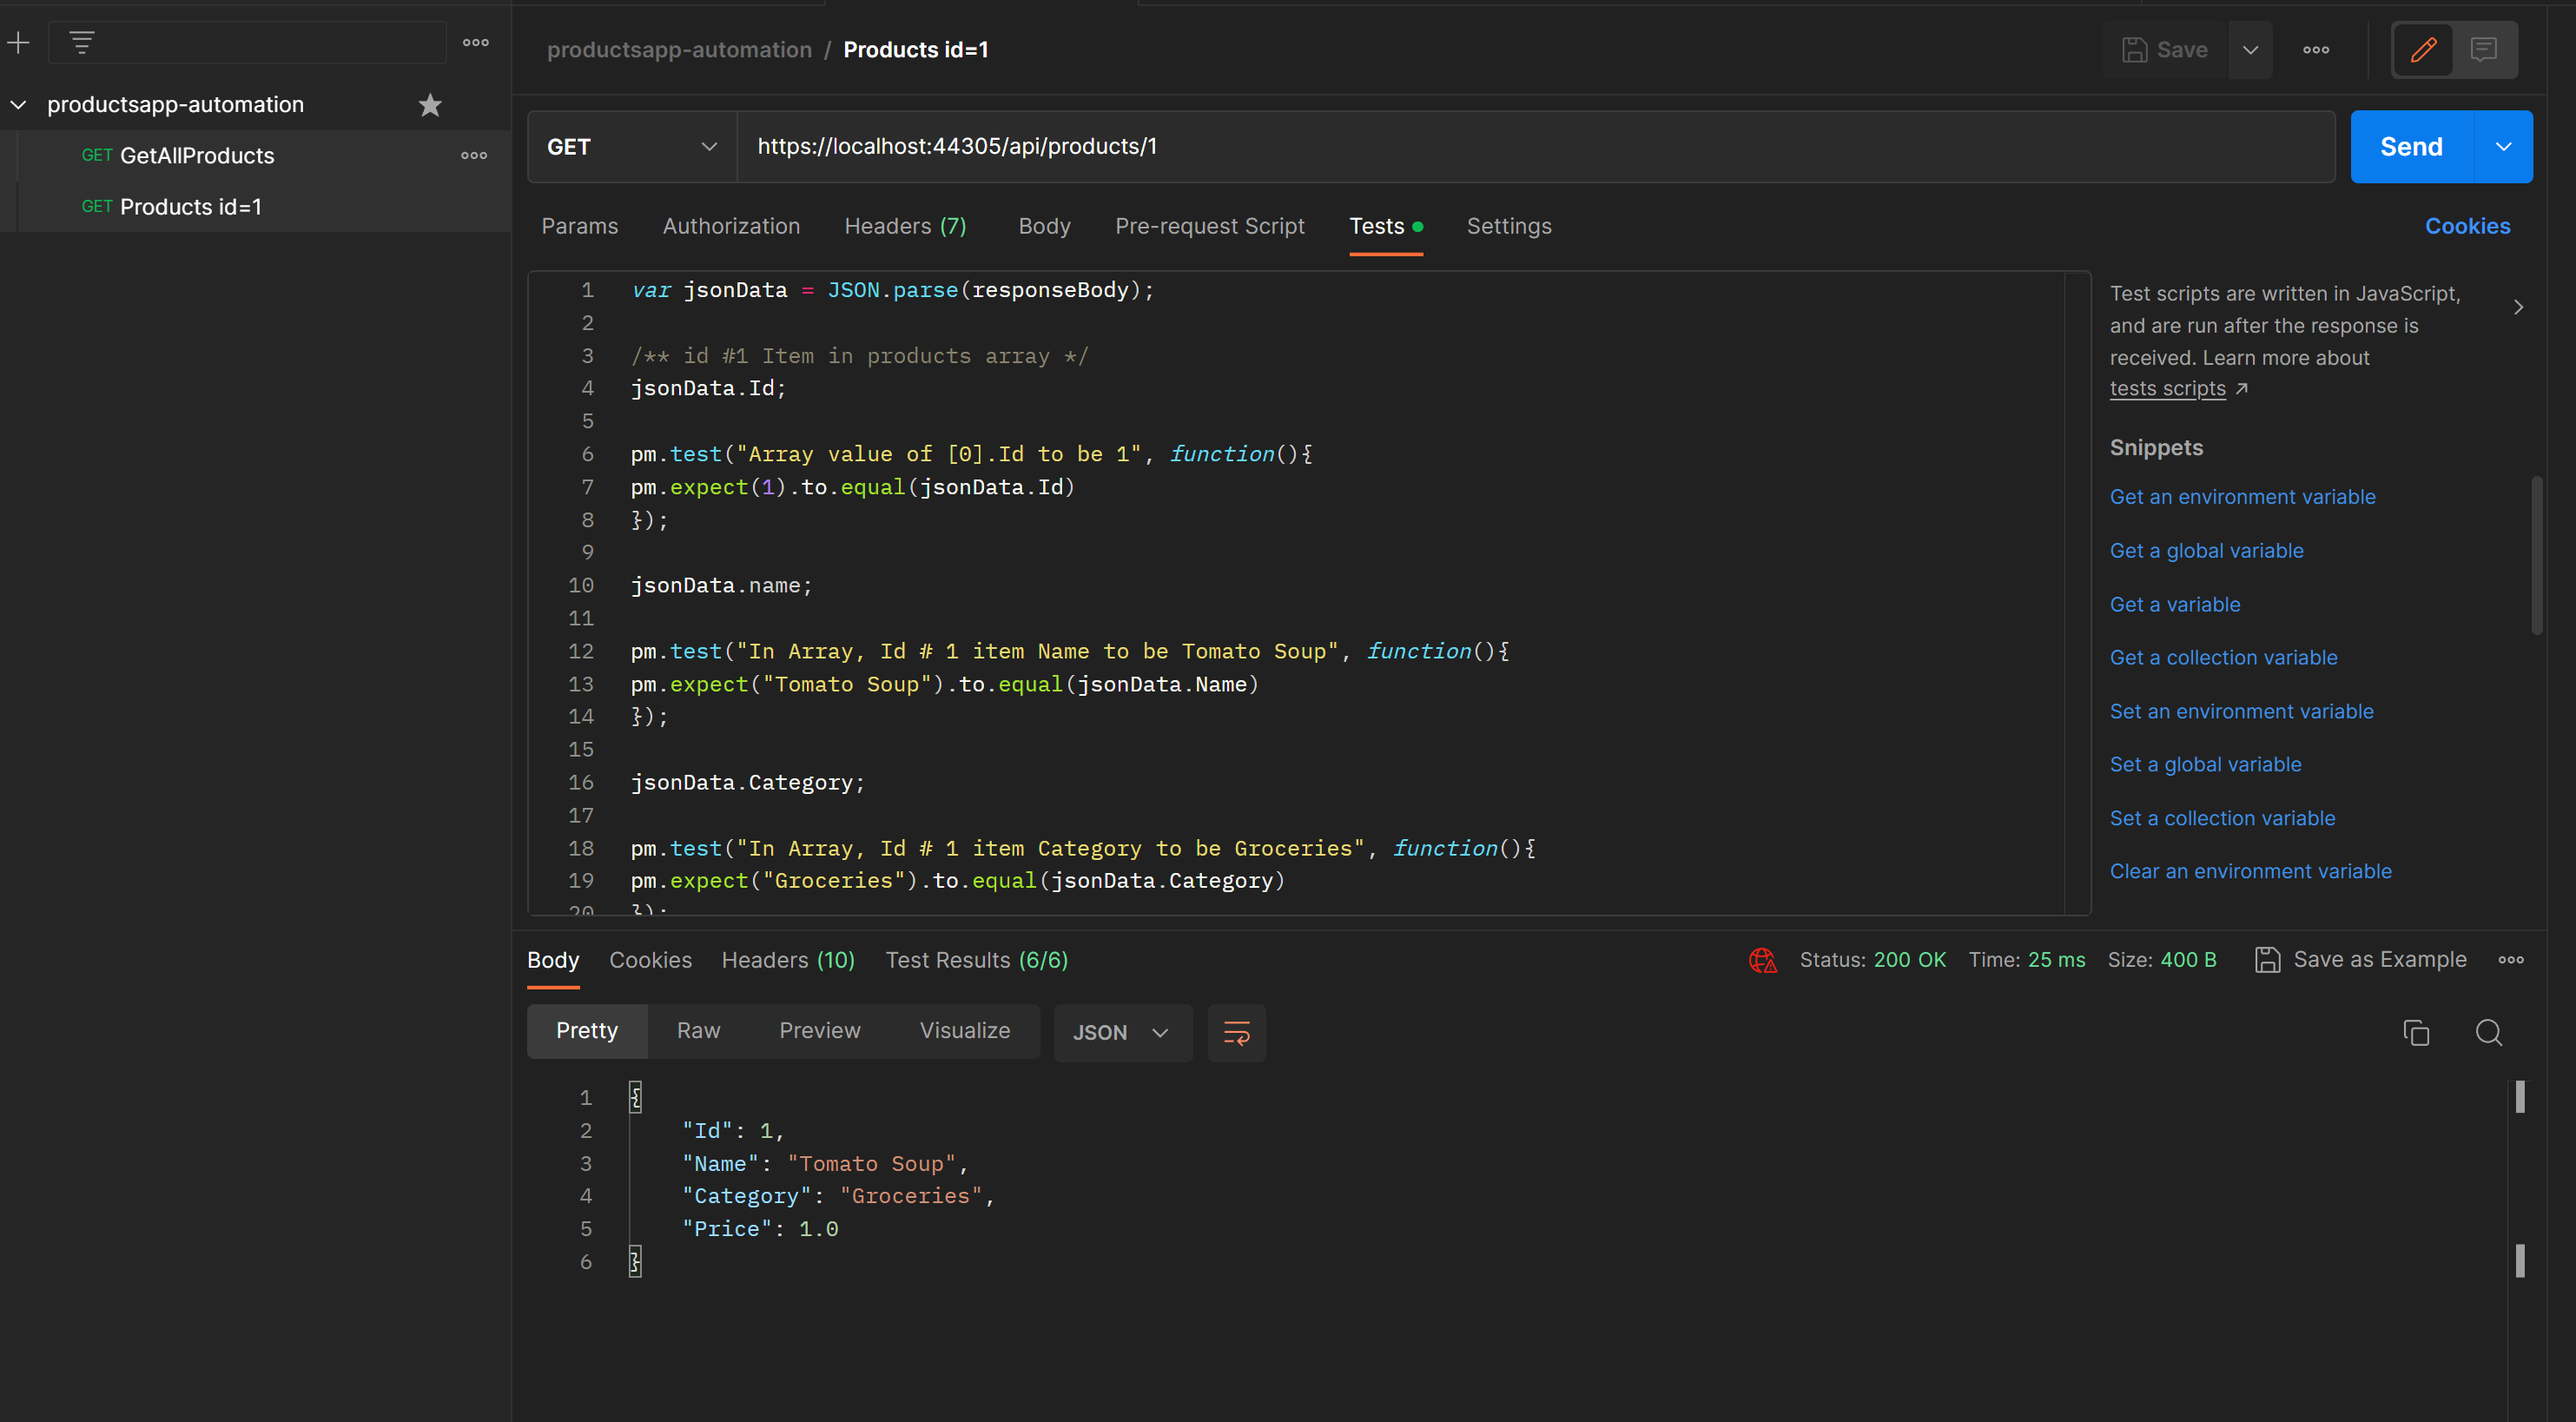 productsapp-automation
GET GetAllProducts
GET Products id=1
productsapp-automation / Products id=1
Save
GET
https://localhost:44305/api/products/1
Send
Params Authorization Headers (7) Body Pre-request Script Tests Settings
Cookies
1 var jsonData = JSON.parse(responseBody);
2
3 /** id #1 Item in products array */
4 jsonData.Id;
5
6 pm.test("Array value of [0].Id to be 1", function(){
7 pm.expect(1).to.equal(jsonData.Id)
8 });
9
10 jsonData.name;
11
12 pm.test("In Array, Id # 1 item Name to be Tomato Soup", function(){
13 pm.expect("Tomato Soup").to.equal(jsonData.Name)
14 });
15
16 jsonData.Category;
17
18 pm.test("In Array, Id # 1 item Category to be Groceries", function(){
19 pm.expect("Groceries").to.equal(jsonData.Category)
20 });
Test scripts are written in JavaScript,
and are run after the response is
received. Learn more about
tests scripts
Snippets
Get an environment variable
Get a global variable
Get a variable
Get a collection variable
Set an environment variable
Set a global variable
Set a collection variable
Clear an environment variable
Body Cookies Headers (10) Test Results (6/6)
Status: 200 OK Time: 25 ms Size: 400 B Save as Example
Pretty Raw Preview Visualize JSON
1 {
2 "Id": 1,
3 "Name": "Tomato Soup",
4 "Category": "Groceries",
5 "Price": 1.0
6 }